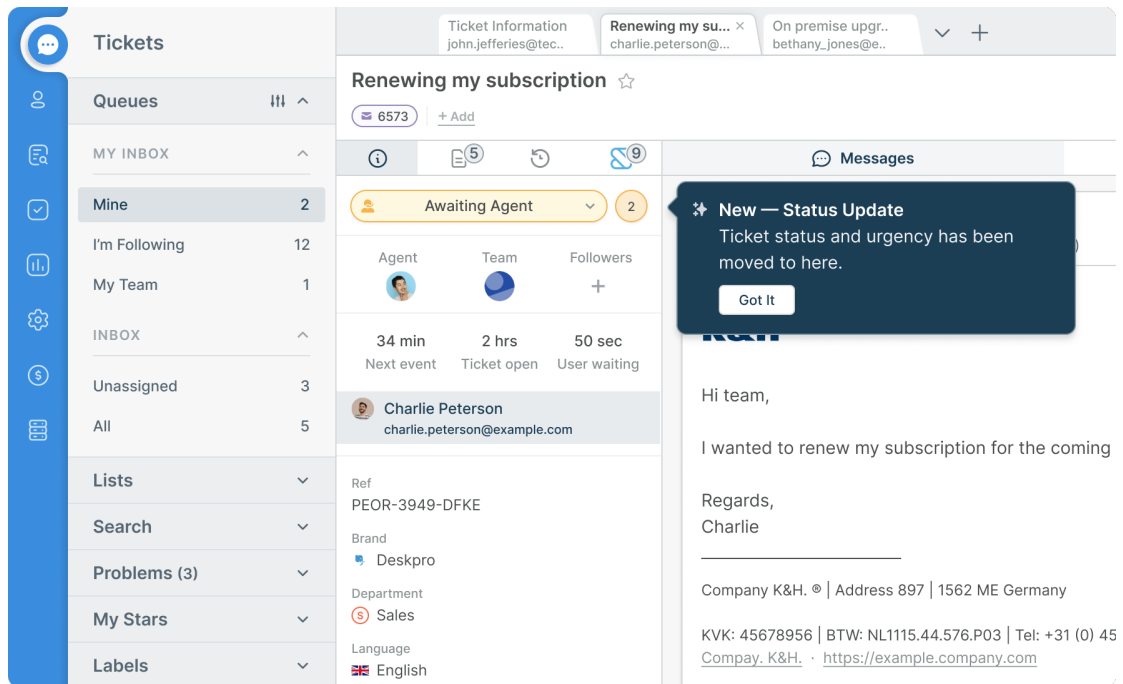 Tickets
Queues
MY INBOX
Mine 2
I'm Following 12
My Team 1
INBOX
Unassigned 3
All 5
Lists
Search
Problems (3)
My Stars
Labels
Ticket Information
john.jefferies@tec..
Renewing my su... ×
charlie.peterson@...
On premise upgr..
bethany_jones@e..
Renewing my subscription
6573
+ Add
5
9
Messages
Awaiting Agent
2
Agent Team Followers
34 min 2 hrs 50 sec
Next event Ticket open User waiting
Charlie Peterson
charlie.peterson@example.com
Ref
PEOR-3949-DFKE
Brand
Deskpro
Department
S Sales
Language
English
New — Status Update
Ticket status and urgency has been
moved to here.
Got It
Hi team,
I wanted to renew my subscription for the coming
Regards,
Charlie
Company K&H. ® | Address 897 | 1562 ME Germany
KVK: 45678956 | BTW: NL1115.44.576.P03 | Tel: +31 (0) 45
Compay. K&H. · https://example.company.com